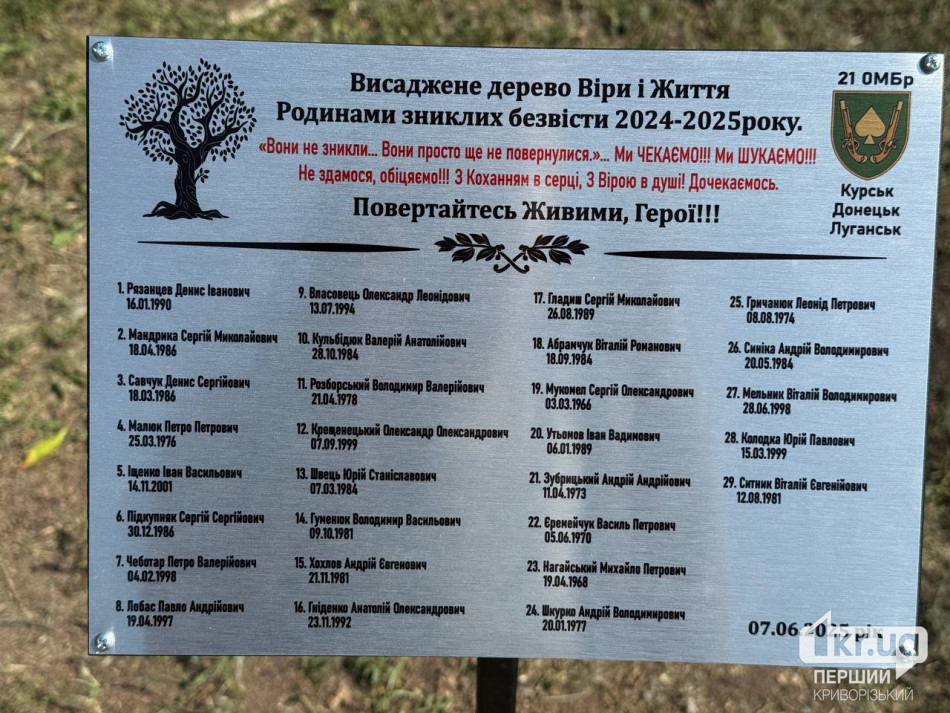 Висаджене дерево Віри і Життя
Родинами зниклих безвісти 2024-2025року.
«Вони не зникли... Вони просто ще не повернулися.»... Ми ЧЕКАЄМО!!! Ми ШУКАЄМО!!!
Не здамося, обіцяємо!!! З Коханням в серці, З Вірою в душі! Дочекаємось.
Повертайтесь Живими, Герої!!!
21 ОМБр
Курськ
Донецьк
Луганськ
1. Рязанцев Денис Іванович
16.01.1990
2. Мандрика Сергій Миколайович
18.04.1986
3. Савчук Денис Сергійович
18.03.1986
4. Малюк Петро Петрович
25.03.1976
5. Іщенко Іван Васильович
14.11.2001
6. Підкупняк Сергій Сергійович
30.12.1986
7. Чеботар Петро Валерійович
04.02.1998
8. Лобас Павло Андрійович
19.04.1997
9. Власовець Олександр Леонідович
13.07.1994
10. Кульбідюк Валерій Анатолійович
28.10.1984
11. Розборський Володимир Валерійович
21.04.1978
12. Крощенецький Олександр Олександрович
07.09.1999
13. Швець Юрій Станіславович
07.03.1984
14. Гуменюк Володимир Васильович
09.10.1981
15. Хохлов Андрій Євгенович
21.11.1981
16. Гніденко Анатолій Олександрович
23.11.1992
17. Гладиш Сергій Миколайович
26.08.1989
18. Абрамчук Віталій Романович
18.09.1984
19. Мукомел Сергій Олександрович
03.03.1966
20. Утьомов Іван Вадимович
06.01.1989
21. Зубрицький Андрій Андрійович
11.04.1973
22. Єремейчук Василь Петрович
05.06.1970
23. Нагайський Михайло Петрович
19.04.1968
24. Шкурко Андрій Володимирович
20.01.1977
25. Гричанюк Леонід Петрович
08.08.1974
26. Синіка Андрій Володимирович
20.05.1984
27. Мельник Віталій Володимирович
28.06.1998
28. Колодка Юрій Павлович
15.03.1999
29. Ситник Віталій Євгенійович
12.08.1981
07.06.2025 рік
1kr.ua
ПЕРШИЙ
КРИВОРІЗЬКИЙ